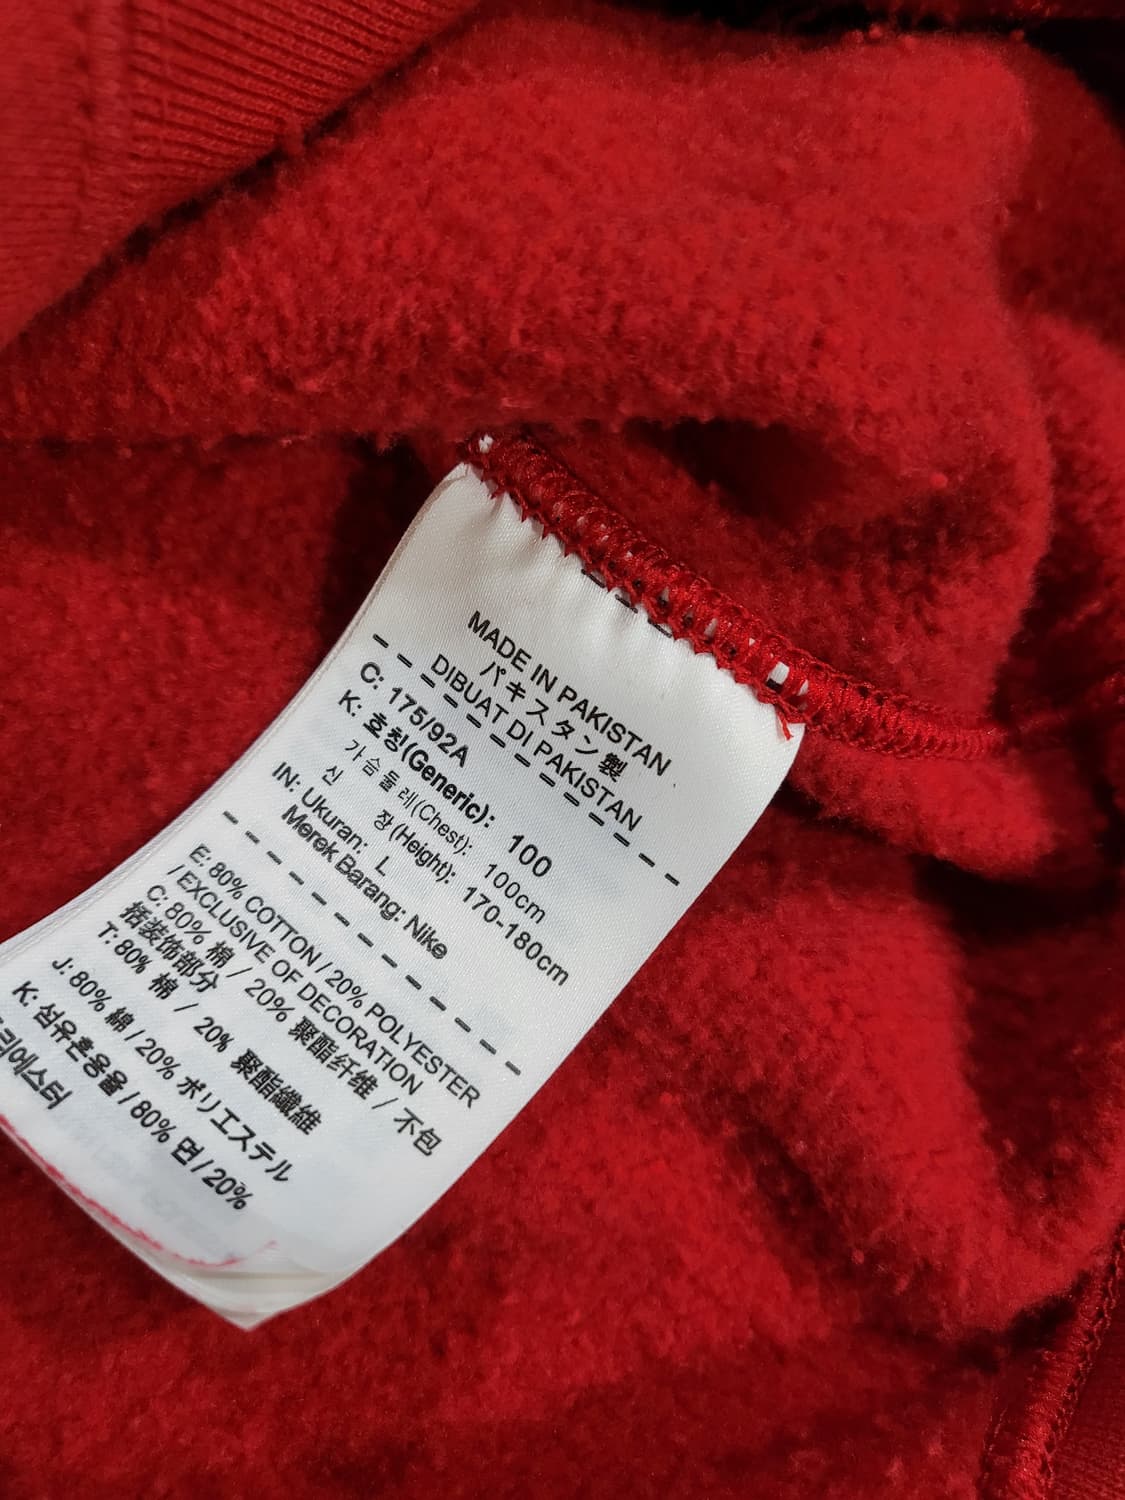 MADE IN PAKISTAN
パキスタン製
DIBUAT DI PAKISTAN
C: 175/92A
K: 호칭(Generic): 100
가슴둘레(Chest): 100cm
신 장(Height): 170-180cm
IN: Ukuran: L
Merek Barang: Nike
E: 80% COTTON / 20% POLYESTER
/ EXCLUSIVE OF DECORATION
C: 80% 棉 / 20% 聚酯纤维 / 不包
括装饰部分
T: 80% 棉 / 20% 聚酯纖維
J: 80% 綿 / 20% ポリエステル
K: 섬유혼용율 / 80% 면 / 20%
리에스터